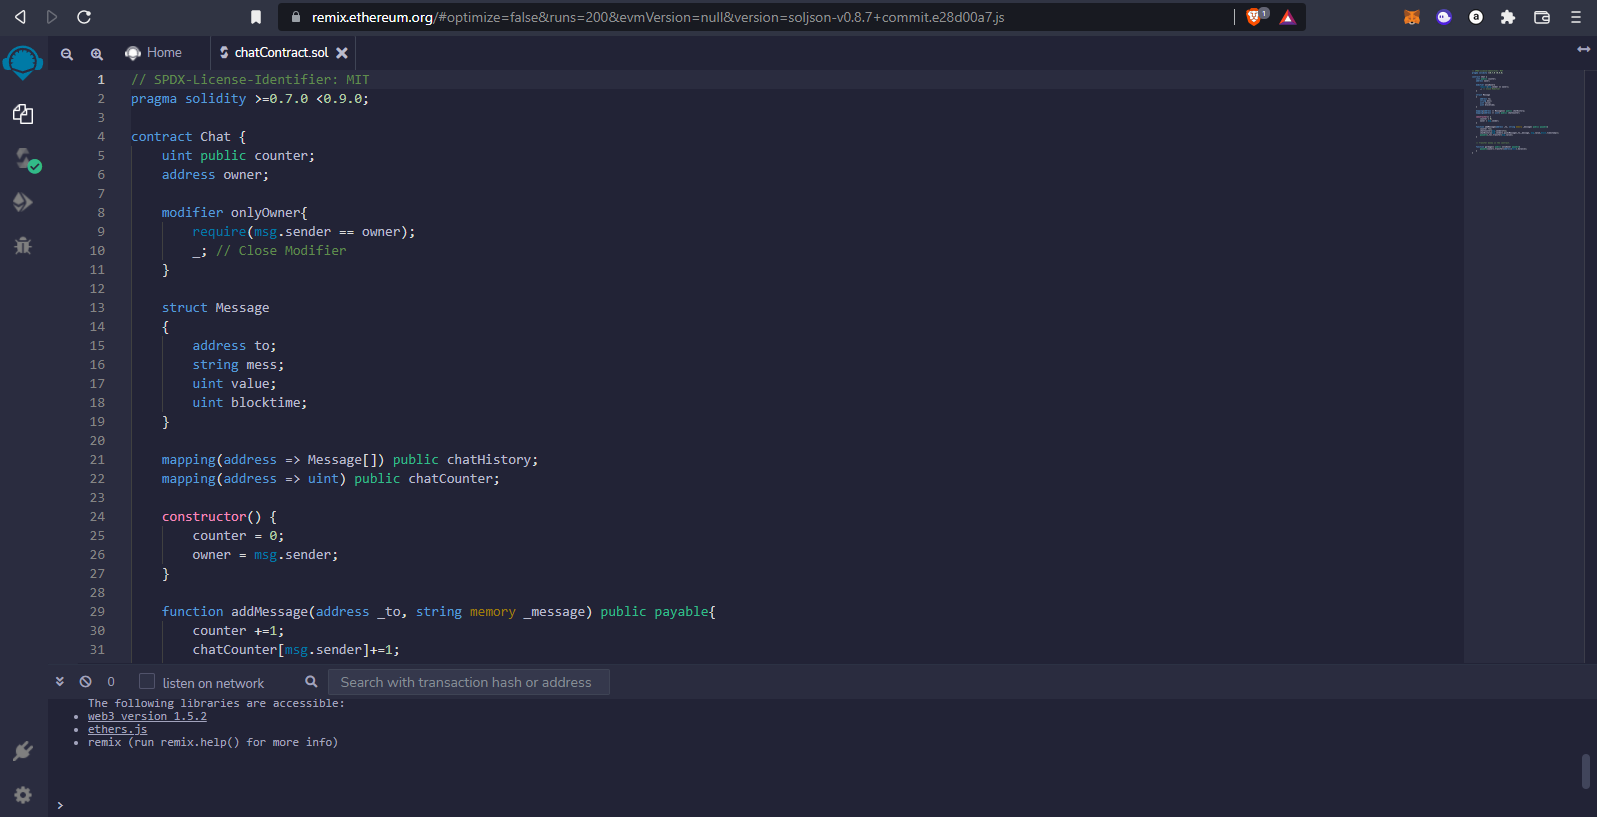 remix.ethereum.org/#optimize=false&runs=200&evmVersion=null&version=soljson-v0.8.7+commit.e28d00a7.js
1
Home
chatContract.sol
1 // SPDX-License-Identifier: MIT
2 pragma solidity >=0.7.0 <0.9.0;
3
4 contract Chat {
5 uint public counter;
6 address owner;
7
8 modifier onlyOwner{
9 require(msg.sender == owner);
10 _; // Close Modifier
11 }
12
13 struct Message
14 {
15 address to;
16 string mess;
17 uint value;
18 uint blocktime;
19 }
20
21 mapping(address => Message[]) public chatHistory;
22 mapping(address => uint) public chatCounter;
23
24 constructor() {
25 counter = 0;
26 owner = msg.sender;
27 }
28
29 function addMessage(address _to, string memory _message) public payable{
30 counter +=1;
31 chatCounter[msg.sender]+=1;
0 listen on network Search with transaction hash or address
The following libraries are accessible:
• web3 version 1.5.2
• ethers.js
• remix (run remix.help() for more info)
>